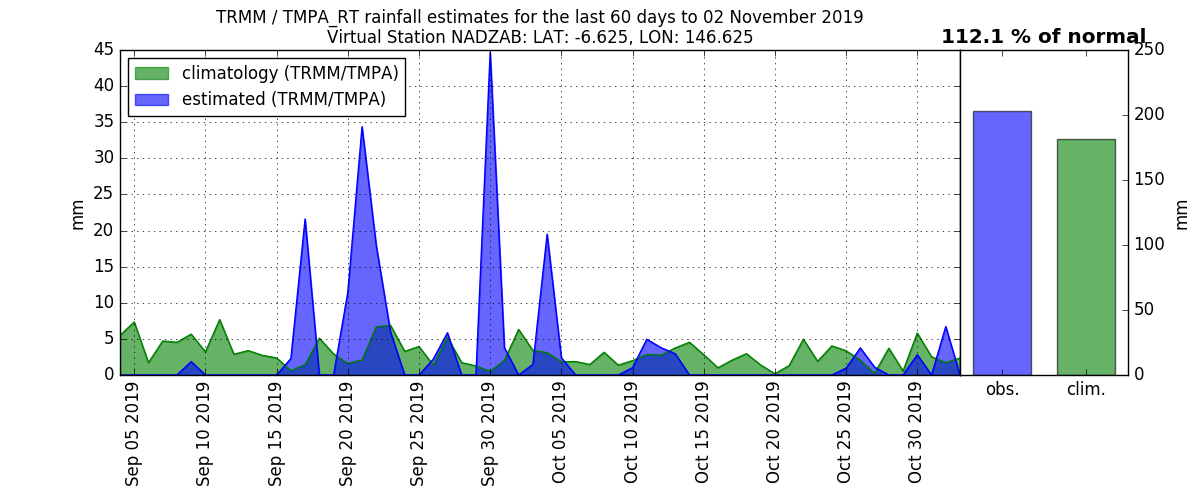 TRMM / TMPA_RT rainfall estimates for the last 60 days to 02 November 2019
Virtual Station NADZAB: LAT: -6.625, LON: 146.625
112.1 % of normal
climatology (TRMM/TMPA)
estimated (TRMM/TMPA)
45
40
35
30
25
20
15
10
5
0
mm
Sep 05 2019
Sep 10 2019
Sep 15 2019
Sep 20 2019
Sep 25 2019
Sep 30 2019
Oct 05 2019
Oct 10 2019
Oct 15 2019
Oct 20 2019
Oct 25 2019
Oct 30 2019
obs.
clim.
250
200
150
100
50
0
mm